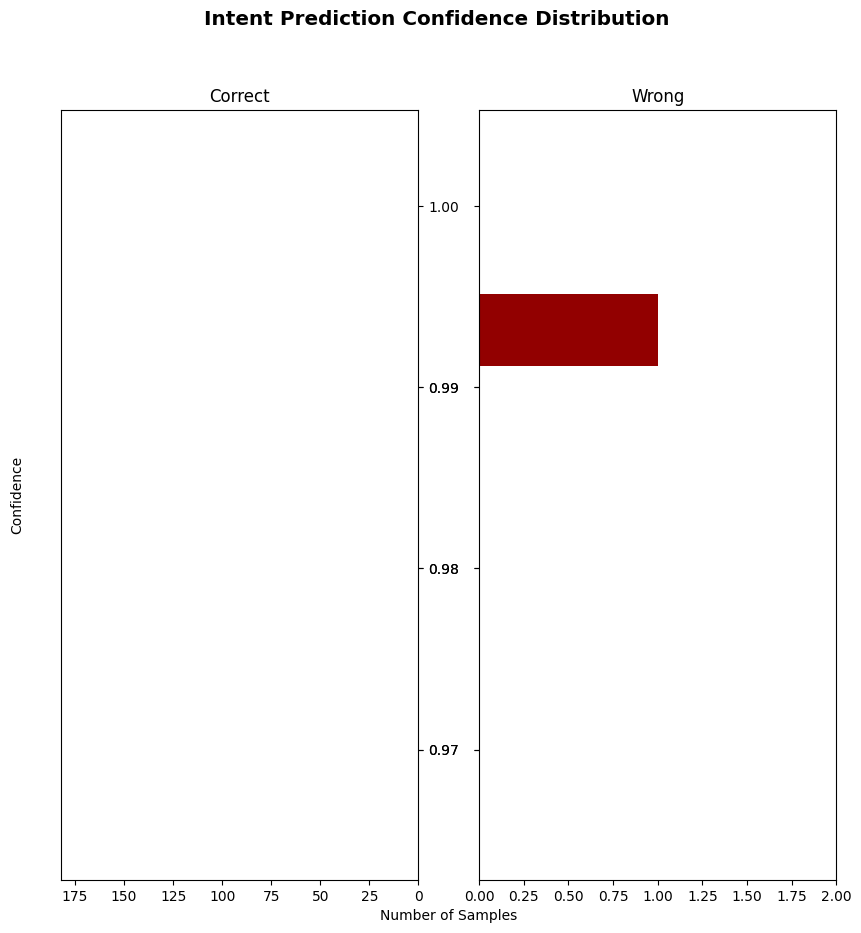 Intent Prediction Confidence Distribution
Correct
Wrong
Confidence
1.00
0.99
0.98
0.97
175 150 125 100 75 50 25 0
0.00 0.25 0.50 0.75 1.00 1.25 1.50 1.75 2.00
Number of Samples